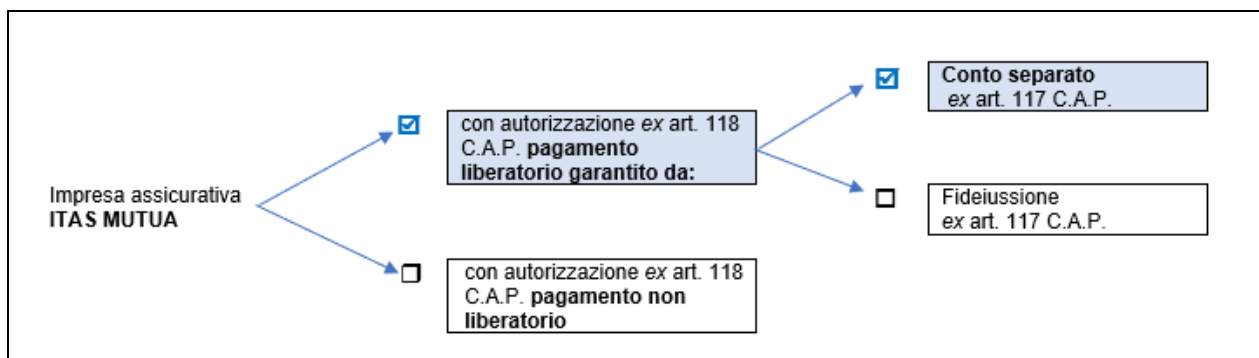 Conto separato
ex art. 117 C.A.P.
con autorizzazione ex art. 118
C.A.P. pagamento
liberatorio garantito da:
Impresa assicurativa
ITAS MUTUA
Fideiussione
ex art. 117 C.A.P.
con autorizzazione ex art. 118
C.A.P. pagamento non
liberatorio